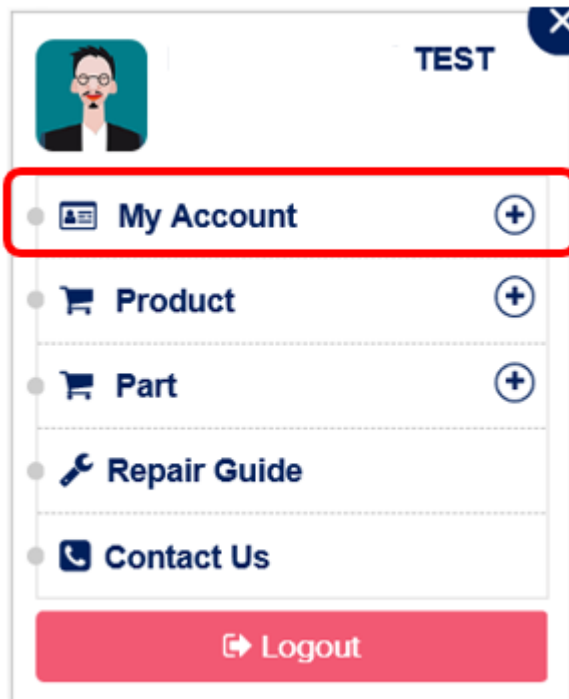 TEST
My Account
Product
Part
Repair Guide
Contact Us
Logout